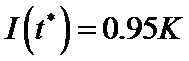 I(t*) = 0.95K